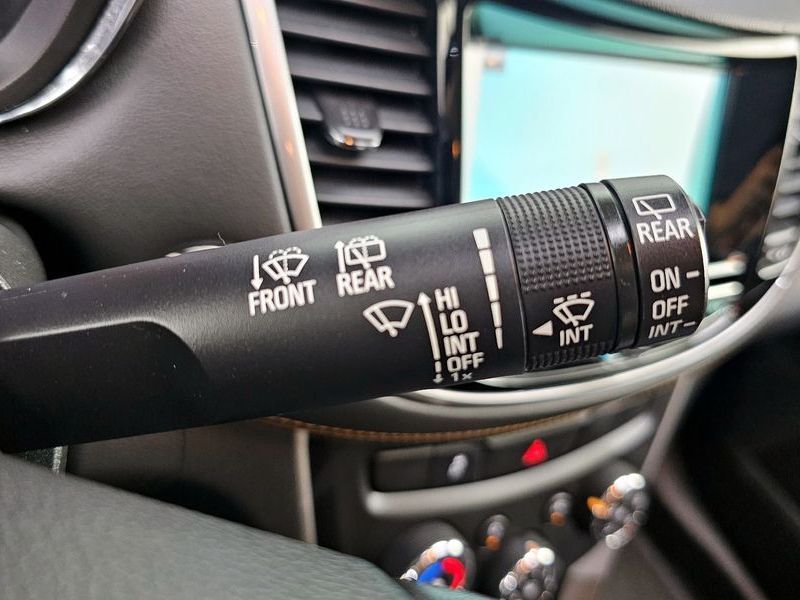 FRONT
REAR
HI
LO
INT
OFF
1x
INT
REAR
ON
OFF
INT